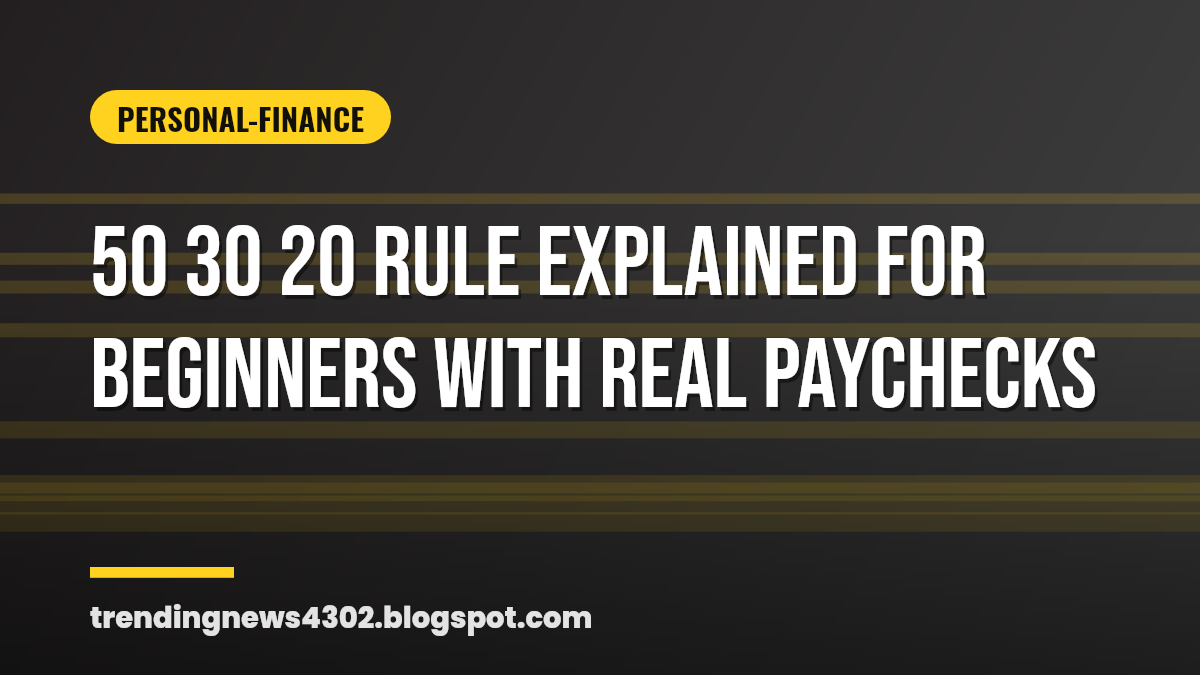 PERSONAL-FINANCE
50 30 20 RULE EXPLAINED FOR
BEGINNERS WITH REAL PAYCHECKS
trendingnews4302.blogspot.com